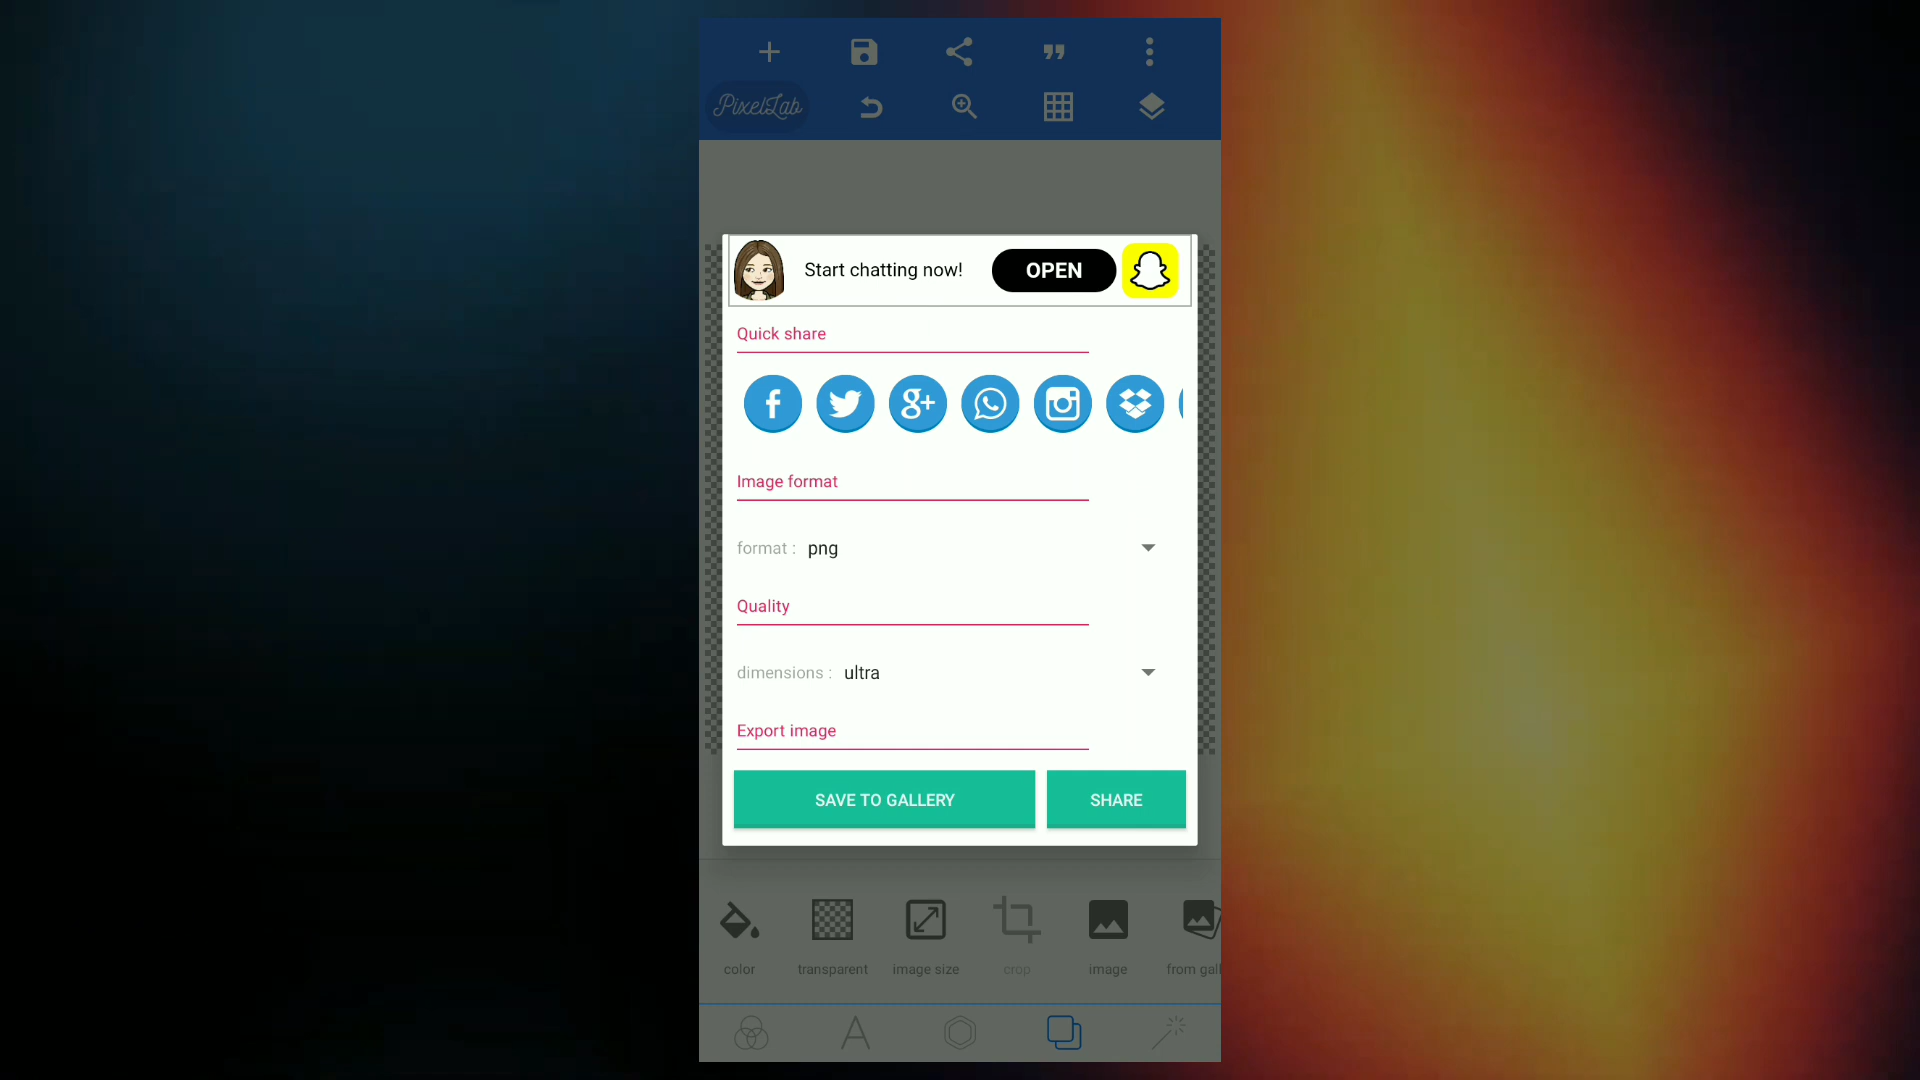 PixelLab
Start chatting now!
OPEN
Quick share
Image format
format : png
Quality
dimensions : ultra
Export image
SAVE TO GALLERY
SHARE
color
transparent
image size
crop
image
from gall